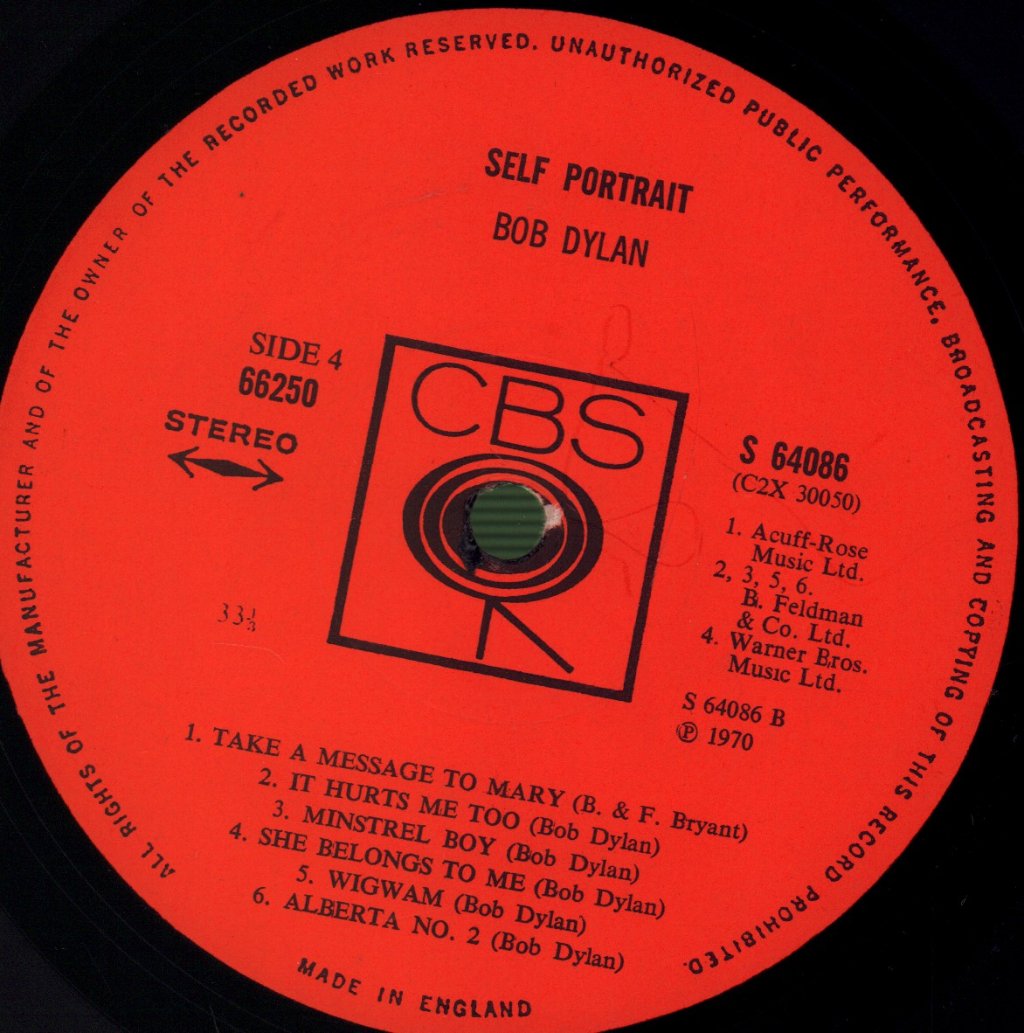 ALL RIGHTS OF THE MANUFACTURER AND OF THE OWNER OF THE RECORDED WORK RESERVED. UNAUTHORIZED PUBLIC PERFORMANCE, BROADCASTING AND COPYING OF THIS RECORD PROHIBITED.
SELF PORTRAIT
BOB DYLAN
SIDE 4
66250
STEREO
33⅓
CBS
S 64086
(C2X 30050)
1. Acuff-Rose
Music Ltd.
2, 3, 5, 6.
B. Feldman
& Co. Ltd.
4. Warner Bros.
Music Ltd.
S 64086 B
℗ 1970
1. TAKE A MESSAGE TO MARY (B. & F. Bryant)
2. IT HURTS ME TOO (Bob Dylan)
3. MINSTREL BOY (Bob Dylan)
4. SHE BELONGS TO ME (Bob Dylan)
5. WIGWAM (Bob Dylan)
6. ALBERTA NO. 2 (Bob Dylan)
MADE IN ENGLAND